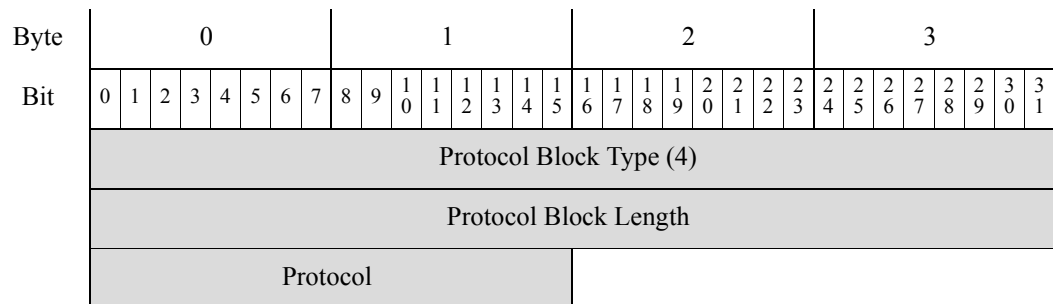 Byte 0 1 2 3
Bit 0 1 2 3 4 5 6 7 8 9 10 11 12 13 14 15 16 17 18 19 20 21 22 23 24 25 26 27 28 29 30 31
Protocol Block Type (4)
Protocol Block Length
Protocol